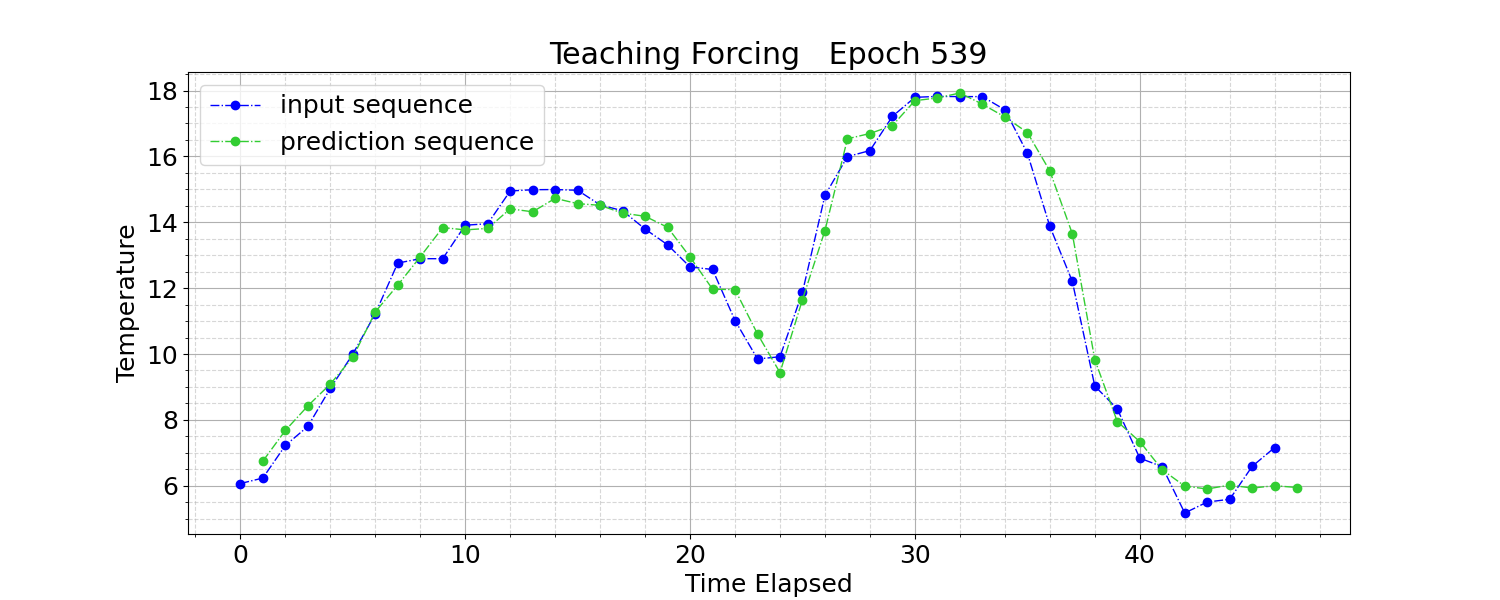 Teaching Forcing   Epoch 539
input sequence
prediction sequence
Temperature
18
16
14
12
10
8
6
0 10 20 30 40
Time Elapsed